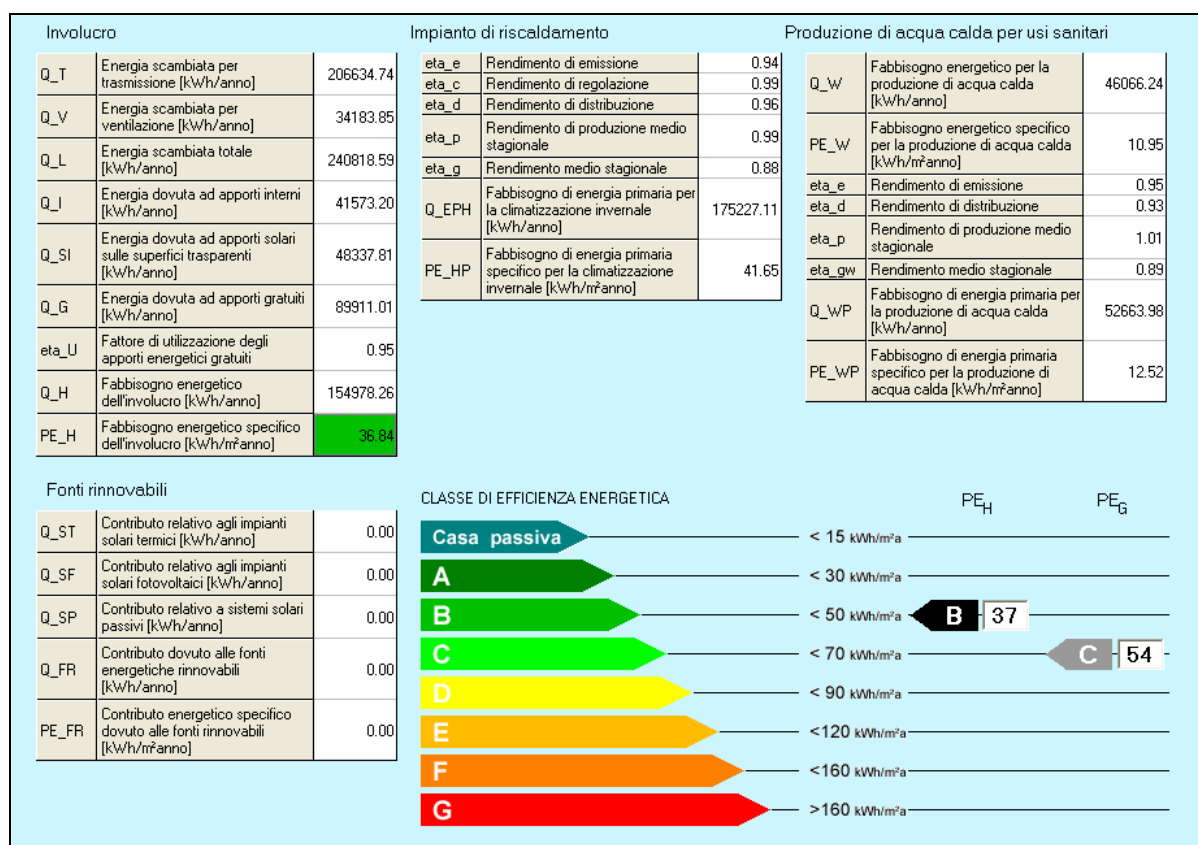 Involucro
Q_T Energia scambiata per trasmissione [kWh/anno] 206634.74
Q_V Energia scambiata per ventilazione [kWh/anno] 34183.85
Q_L Energia scambiata totale [kWh/anno] 240818.59
Q_I Energia dovuta ad apporti interni [kWh/anno] 41573.20
Q_SI Energia dovuta ad apporti solari sulle superfici trasparenti [kWh/anno] 48337.81
Q_G Energia dovuta ad apporti gratuiti [kWh/anno] 89911.01
eta_U Fattore di utilizzazione degli apporti energetici gratuiti 0.95
Q_H Fabbisogno energetico dell'involucro [kWh/anno] 154978.26
PE_H Fabbisogno energetico specifico dell'involucro [kWh/m²anno] 36.84
Impianto di riscaldamento
eta_e Rendimento di emissione 0.94
eta_c Rendimento di regolazione 0.99
eta_d Rendimento di distribuzione 0.96
eta_p Rendimento di produzione medio stagionale 0.99
eta_g Rendimento medio stagionale 0.88
Q_EPH Fabbisogno di energia primaria per la climatizzazione invernale [kWh/anno] 175227.11
PE_HP Fabbisogno di energia primaria specifico per la climatizzazione invernale [kWh/m²anno] 41.65
Produzione di acqua calda per usi sanitari
Q_W Fabbisogno energetico per la produzione di acqua calda [kWh/anno] 46066.24
PE_W Fabbisogno energetico specifico per la produzione di acqua calda [kWh/m²anno] 10.95
eta_e Rendimento di emissione 0.95
eta_d Rendimento di distribuzione 0.93
eta_p Rendimento di produzione medio stagionale 1.01
eta_gw Rendimento medio stagionale 0.89
Q_WP Fabbisogno di energia primaria per la produzione di acqua calda [kWh/anno] 52663.98
PE_WP Fabbisogno di energia primaria specifico per la produzione di acqua calda [kWh/m²anno] 12.52
Fonti rinnovabili
Q_ST Contributo relativo agli impianti solari termici [kWh/anno] 0.00
Q_SF Contributo relativo agli impianti solari fotovoltaici [kWh/anno] 0.00
Q_SP Contributo relativo a sistemi solari passivi [kWh/anno] 0.00
Q_FR Contributo dovuto alle fonti energetiche rinnovabili [kWh/anno] 0.00
PE_FR Contributo energetico specifico dovuto alle fonti rinnovabili [kWh/m²anno] 0.00
CLASSE DI EFFICIENZA ENERGETICA PE_H PE_G
Casa passiva < 15 kWh/m²a
A < 30 kWh/m²a
B < 50 kWh/m²a B 37
C < 70 kWh/m²a C 54
D < 90 kWh/m²a
E <120 kWh/m²a
F <160 kWh/m²a
G >160 kWh/m²a